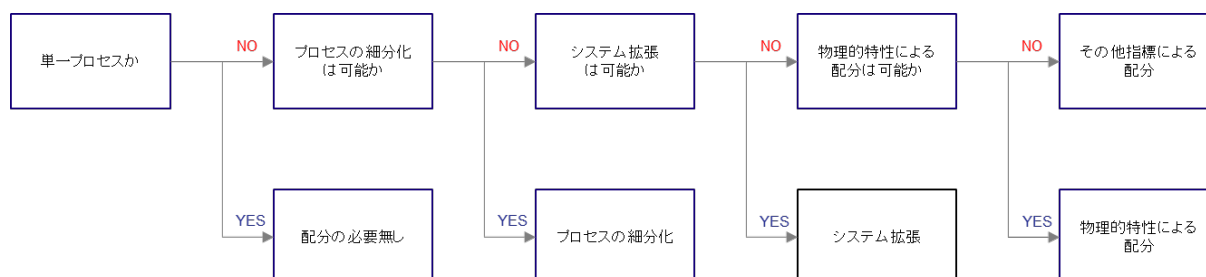 単一プロセスか
NO
プロセスの細分化
は可能か
NO
システム拡張
は可能か
NO
物理的特性による
配分は可能か
NO
その他指標による
配分
YES
配分の必要無し
YES
プロセスの細分化
YES
システム拡張
YES
物理的特性による
配分